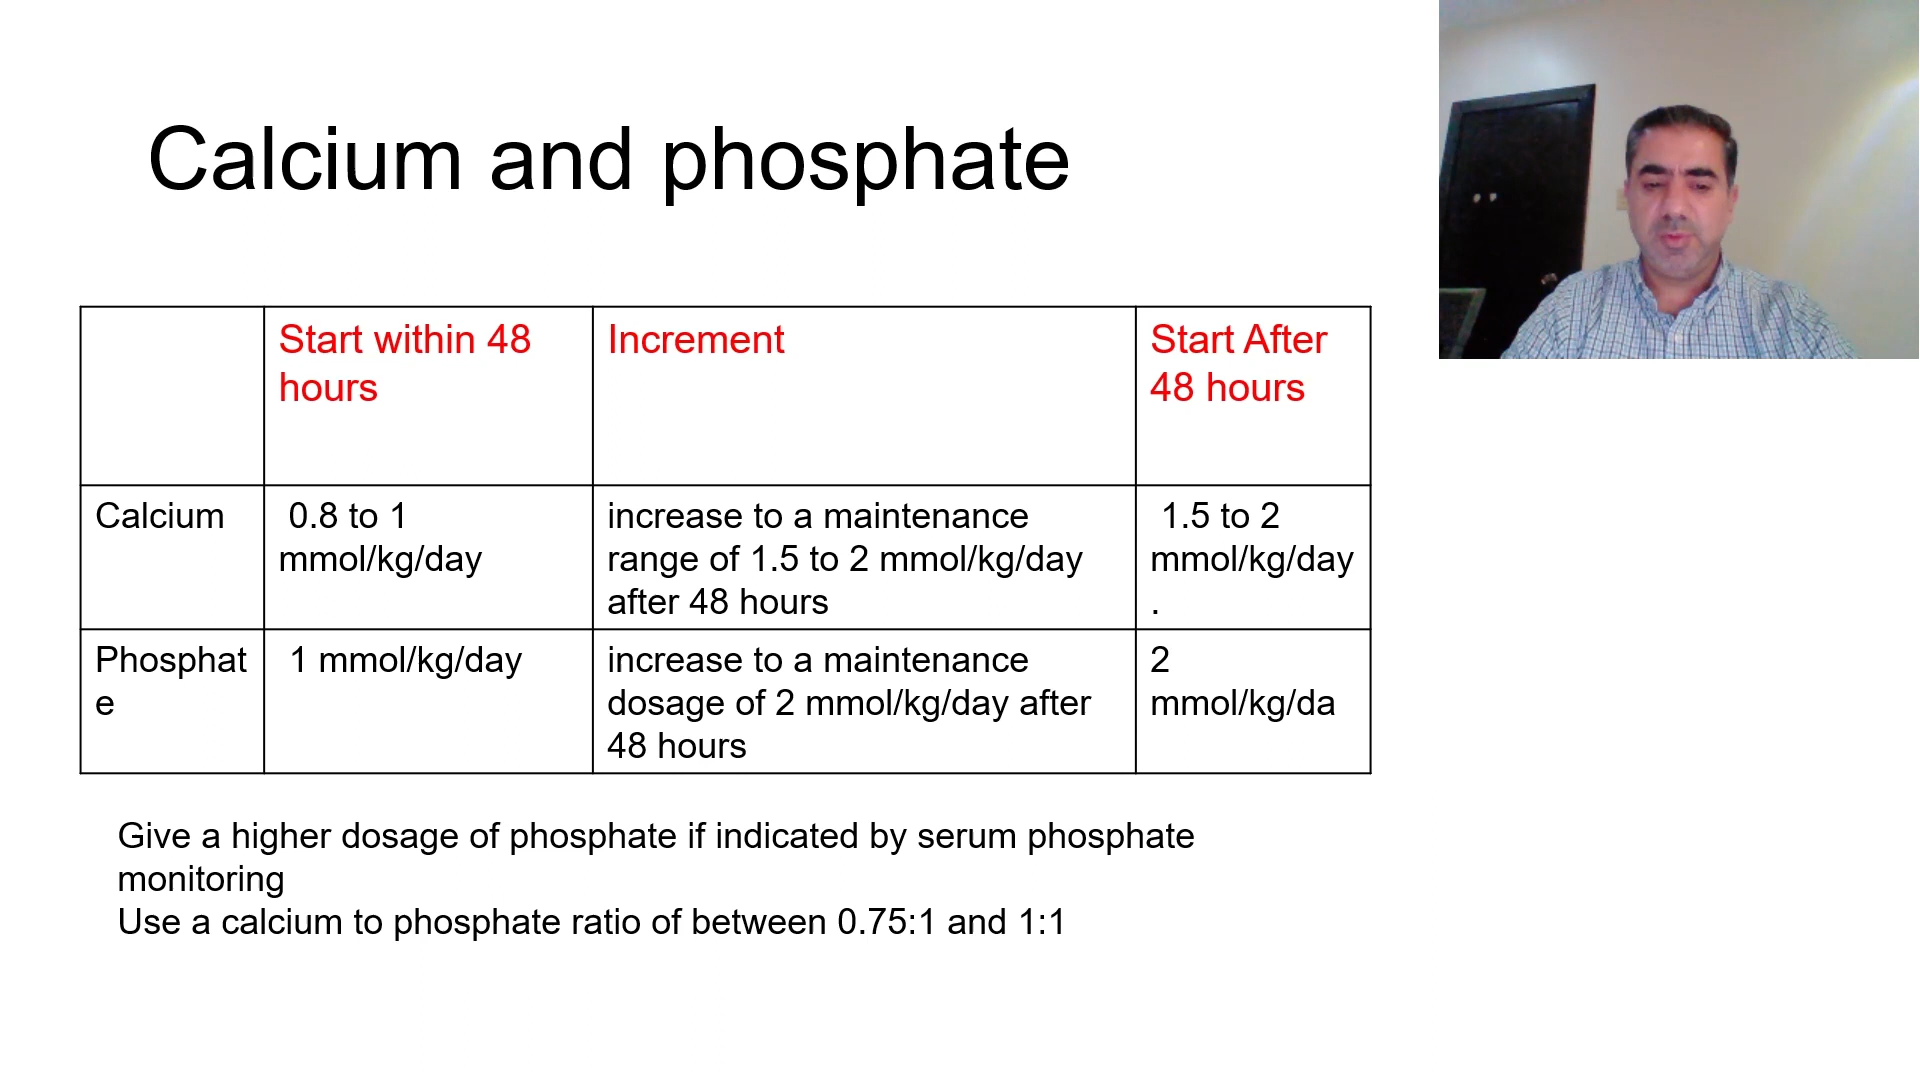 Calcium and phosphate
Start within 48
hours
Increment
Start After
48 hours
Calcium
0.8 to 1
mmol/kg/day
increase to a maintenance
range of 1.5 to 2 mmol/kg/day
after 48 hours
1.5 to 2
mmol/kg/day
.
Phosphat
e
1 mmol/kg/day
increase to a maintenance
dosage of 2 mmol/kg/day after
48 hours
2
mmol/kg/da
Give a higher dosage of phosphate if indicated by serum phosphate
monitoring
Use a calcium to phosphate ratio of between 0.75:1 and 1:1